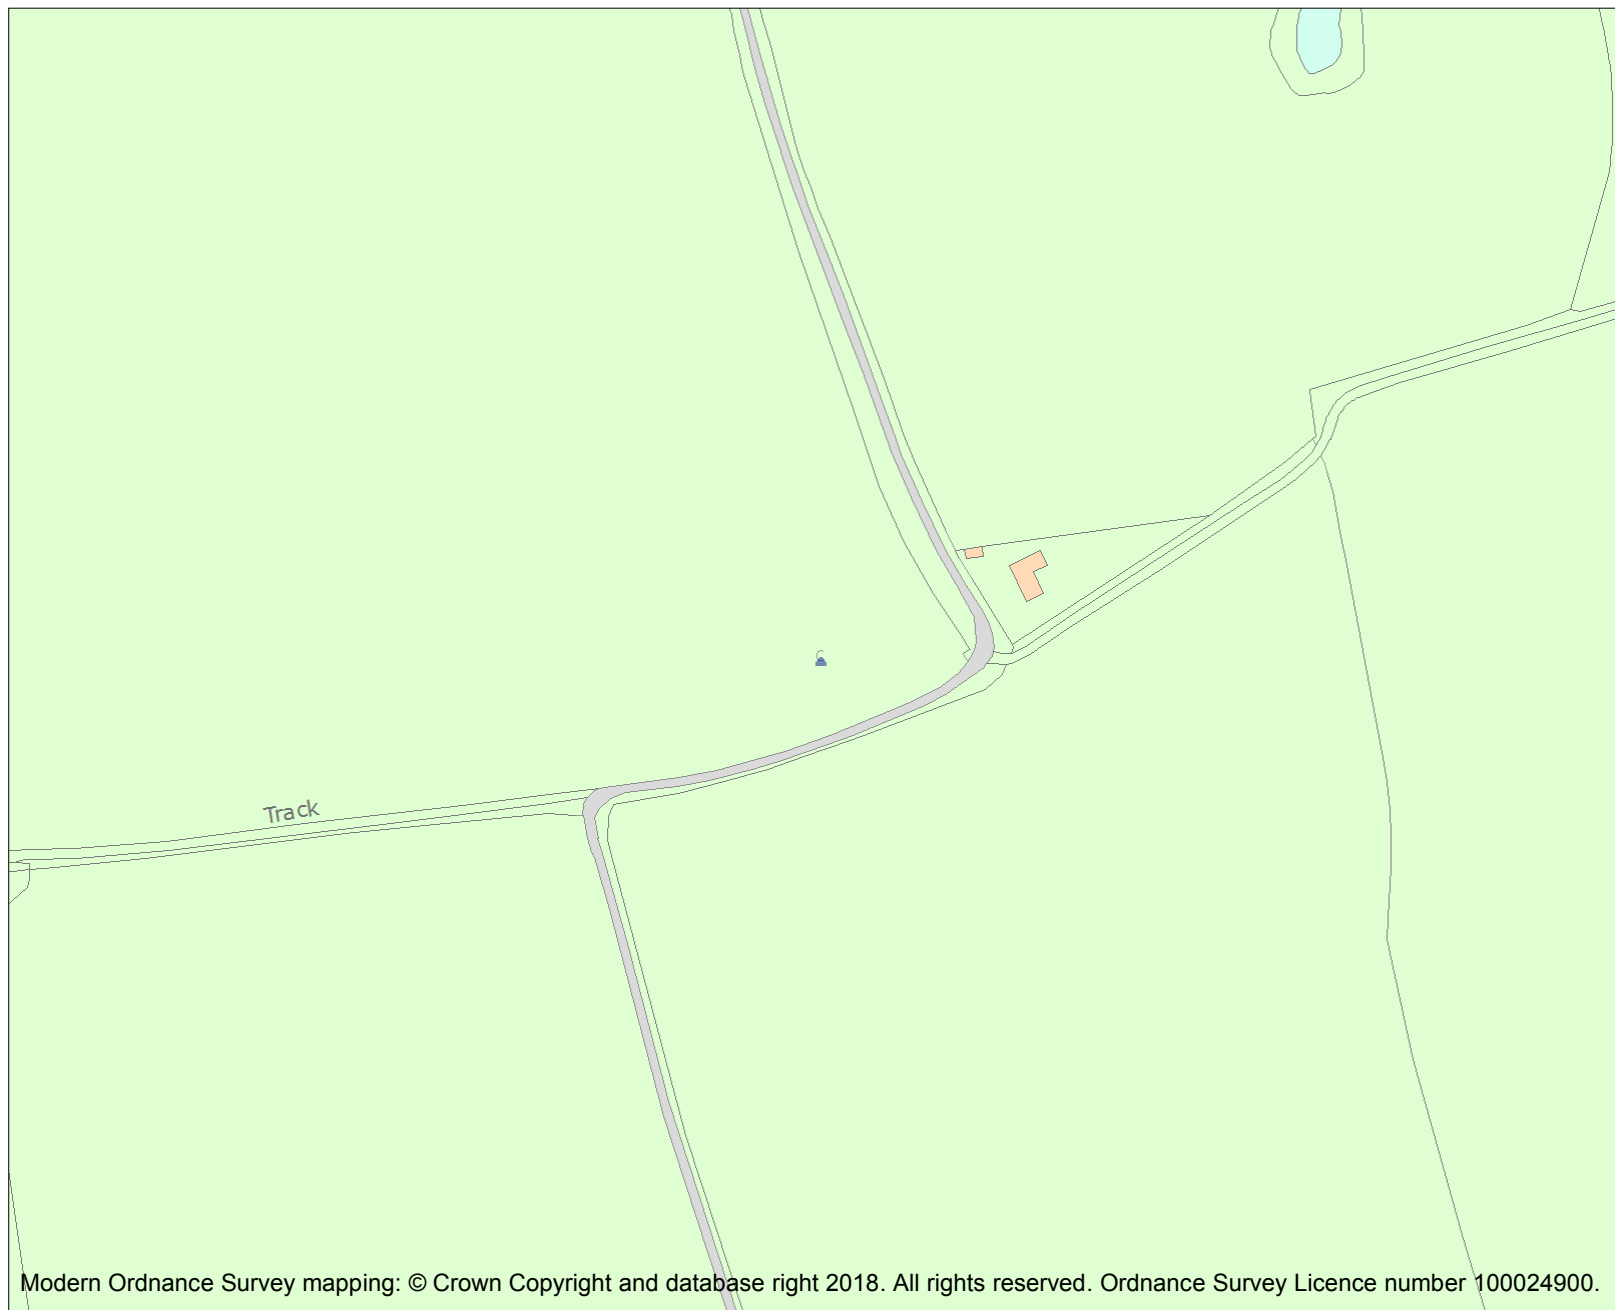 Track
Modern Ordnance Survey mapping: © Crown Copyright and database right 2018. All rights reserved. Ordnance Survey Licence number 100024900.